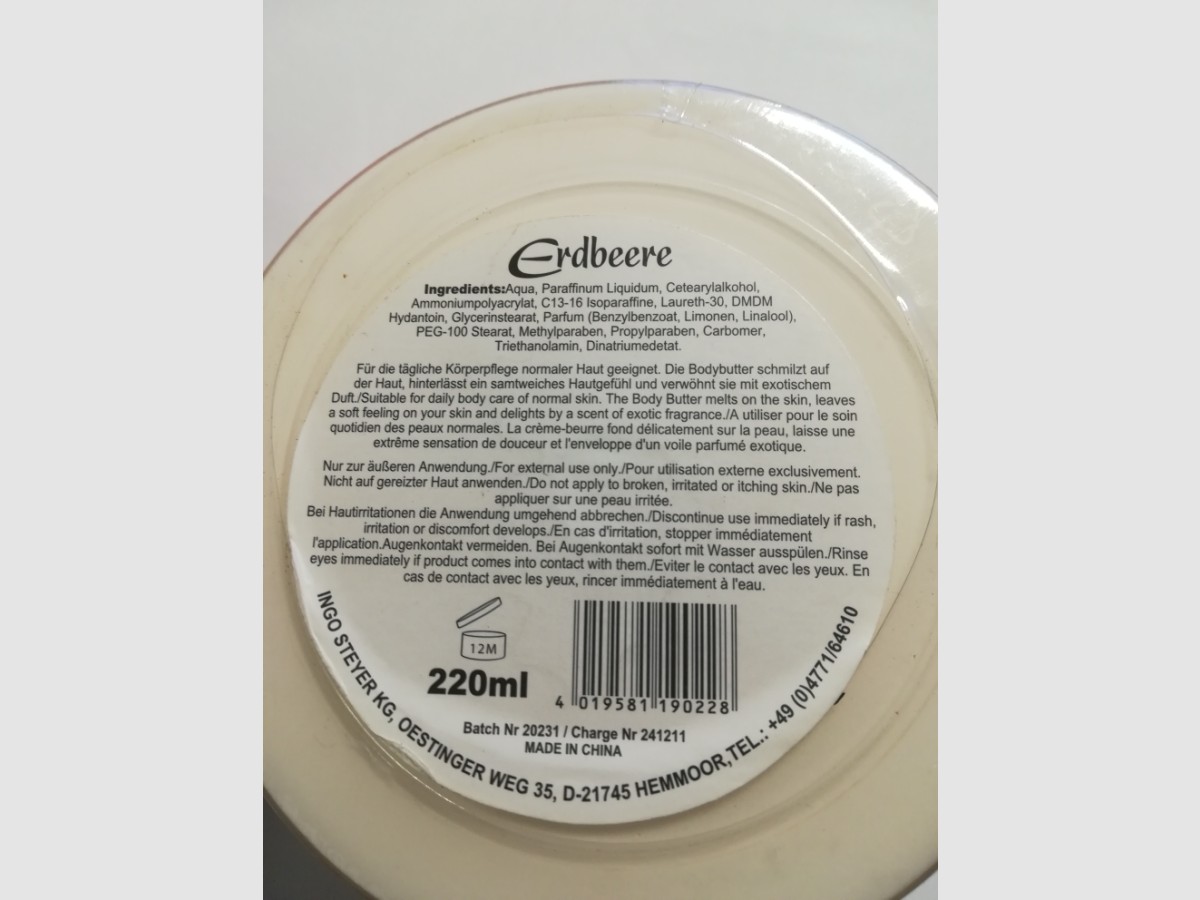 Erdbeere
Ingredients:Aqua, Paraffinum Liquidum, Cetearylalkohol,
Ammoniumpolyacrylat, C13-16 Isoparaffine, Laureth-30, DMDM
Hydantoin, Glycerinstearat, Parfum (Benzylbenzoat, Limonen, Linalool),
PEG-100 Stearat, Methylparaben, Propylparaben, Carbomer,
Triethanolamin, Dinatriumedetat.
Für die tägliche Körperpflege normaler Haut geeignet. Die Bodybutter schmilzt auf
der Haut, hinterlässt ein samtweiches Hautgefühl und verwöhnt sie mit exotischem
Duft./Suitable for daily body care of normal skin. The Body Butter melts on the skin, leaves
a soft feeling on your skin and delights by a scent of exotic fragrance./A utiliser pour le soin
quotidien des peaux normales. La crème-beurre fond délicatement sur la peau, laisse une
extrême sensation de douceur et l'enveloppe d'un voile parfumé exotique.
Nur zur äußeren Anwendung./For external use only./Pour utilisation externe exclusivement.
Nicht auf gereizter Haut anwenden./Do not apply to broken, irritated or itching skin./Ne pas
appliquer sur une peau irritée.
Bei Hautirritationen die Anwendung umgehend abbrechen./Discontinue use immediately if rash,
irritation or discomfort develops./En cas d'irritation, stopper immédiatement
l'application.Augenkontakt vermeiden. Bei Augenkontakt sofort mit Wasser ausspülen./Rinse
eyes immediately if product comes into contact with them./Eviter le contact avec les yeux. En
cas de contact avec les yeux, rincer immédiatement à l'eau.
12M
220ml
4 019581 190228
Batch Nr 20231 / Charge Nr 241211
MADE IN CHINA
INGO STEYER KG, OESTINGER WEG 35, D-21745 HEMMOOR,TEL.: +49 (0)4771/64610